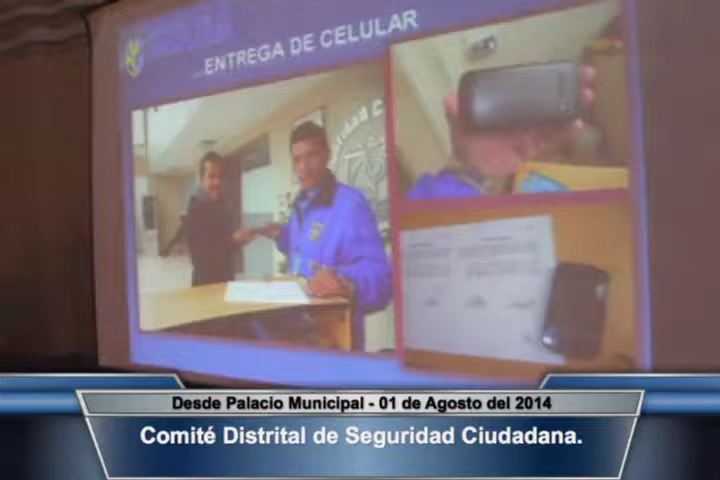 ENTREGA DE CELULAR
Desde Palacio Municipal - 01 de Agosto del 2014
Comité Distrital de Seguridad Ciudadana.